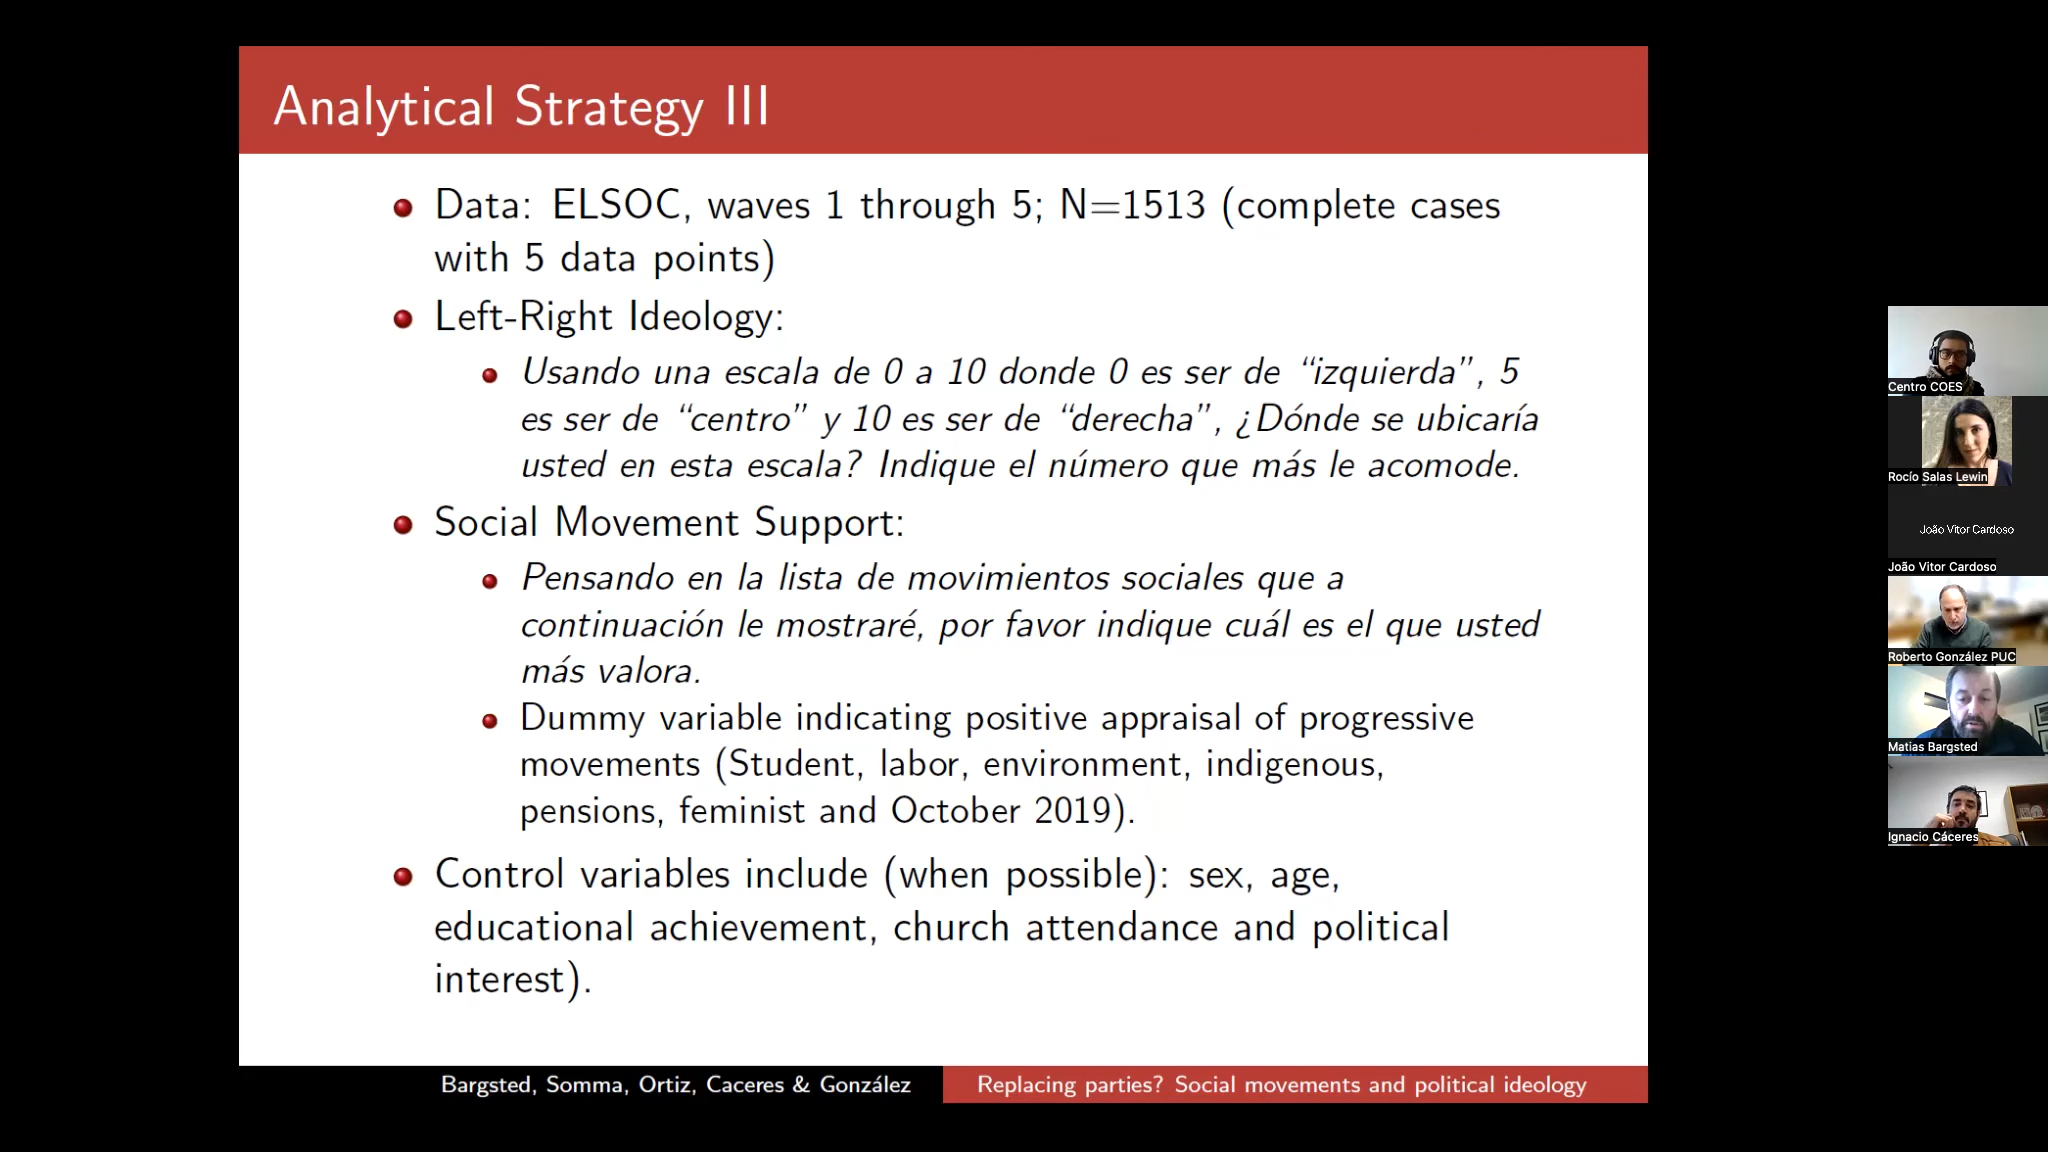 Analytical Strategy III
Data: ELSOC, waves 1 through 5; N=1513 (complete cases
with 5 data points)
Left-Right Ideology:
Usando una escala de 0 a 10 donde 0 es ser de “izquierda”, 5
es ser de “centro” y 10 es ser de “derecha”, ¿Dónde se ubicaría
usted en esta escala? Indique el número que más le acomode.
Social Movement Support:
Pensando en la lista de movimientos sociales que a
continuación le mostraré, por favor indique cuál es el que usted
más valora.
Dummy variable indicating positive appraisal of progressive
movements (Student, labor, environment, indigenous,
pensions, feminist and October 2019).
Control variables include (when possible): sex, age,
educational achievement, church attendance and political
interest).
Bargsted, Somma, Ortiz, Caceres & González
Replacing parties? Social movements and political ideology
Centro COES
Rocío Salas Lewin
João Vitor Cardoso
João Vitor Cardoso
Roberto González PUC
Matias Bargsted
Ignacio Cáceres